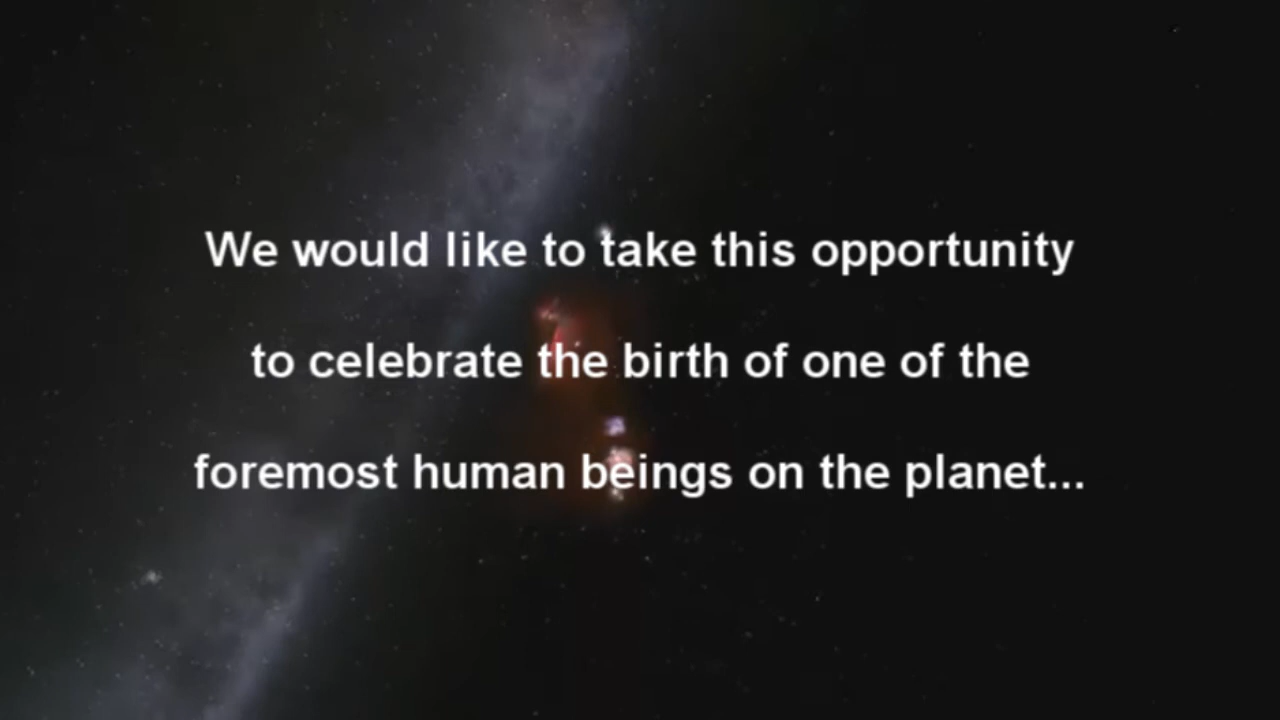 We would like to take this opportunity
to celebrate the birth of one of the
foremost human beings on the planet...